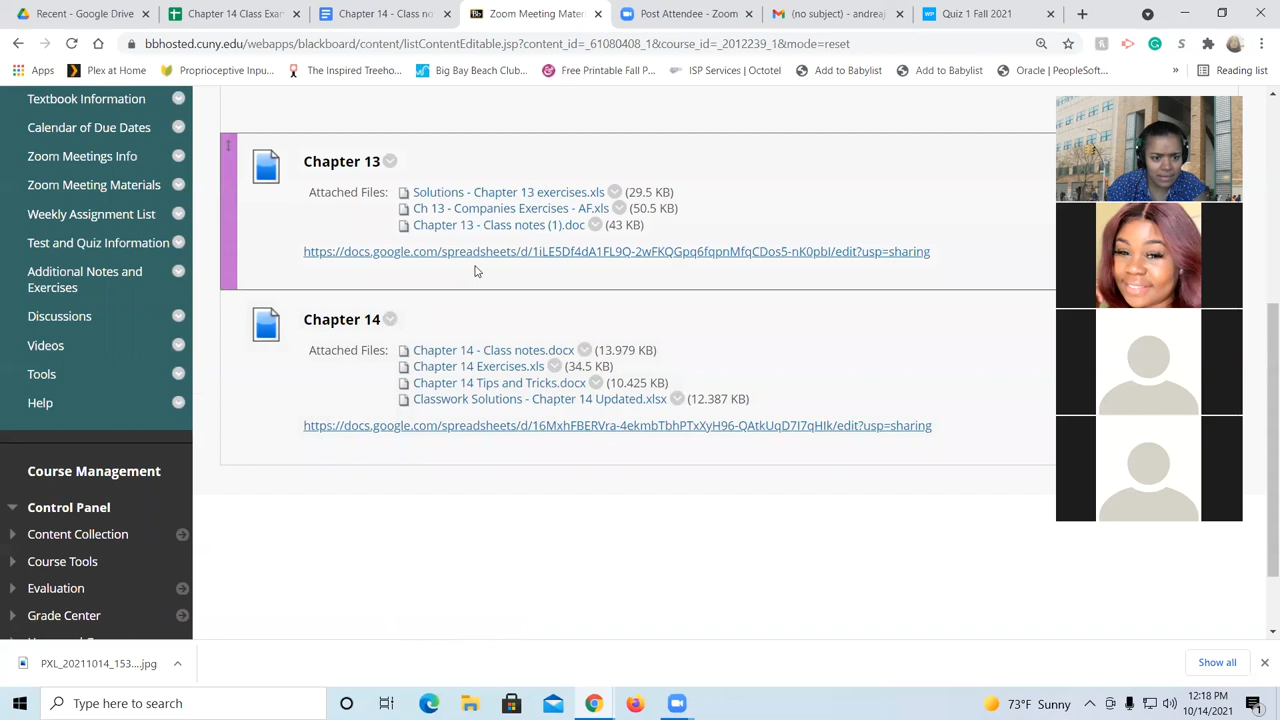 Recent - Google Drive
Chapter 14 Class Exam
Chapter 14 - Class no
Bb
Zoom Meeting Materi
Post Attendee - Zoom
(no subject) - andreaj
WP
Quiz 1 Fall 2021
bbhosted.cuny.edu/webapps/blackboard/content/listContentEditable.jsp?content_id=_61080408_1&course_id=_2012239_1&mode=reset
Apps
Plex at Home
Proprioceptive Inpu...
The Inspired Treeho...
Big Bay Beach Club...
Free Printable Fall P...
ISP Services | Octotel
Add to Babylist
Add to Babylist
Oracle | PeopleSoft...
»
Reading list
Textbook Information
Calendar of Due Dates
Zoom Meetings Info
Zoom Meeting Materials
Weekly Assignment List
Test and Quiz Information
Additional Notes and
Exercises
Discussions
Videos
Tools
Help
Course Management
Control Panel
Content Collection
Course Tools
Evaluation
Grade Center
Chapter 13
Attached Files:
Solutions - Chapter 13 exercises.xls (29.5 KB)
Ch 13 - Companies Exercises - AF.xls (50.5 KB)
Chapter 13 - Class notes (1).doc (43 KB)
https://docs.google.com/spreadsheets/d/1iLE5Df4dA1FL9Q-2wFKQGpq6fqpnMfqCDos5-nK0pbI/edit?usp=sharing
Chapter 14
Attached Files:
Chapter 14 - Class notes.docx (13.979 KB)
Chapter 14 Exercises.xls (34.5 KB)
Chapter 14 Tips and Tricks.docx (10.425 KB)
Classwork Solutions - Chapter 14 Updated.xlsx (12.387 KB)
https://docs.google.com/spreadsheets/d/16MxhFBERVra-4ekmbTbhPTxXyH96-QAtkUqD7I7qHIk/edit?usp=sharing
PXL_20211014_153....jpg
Show all
Type here to search
73°F Sunny
12:18 PM
10/14/2021
1